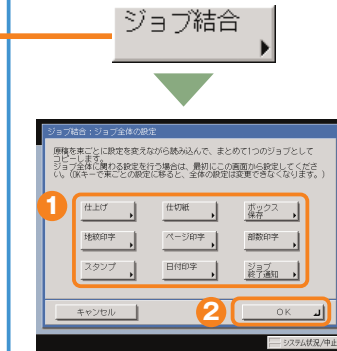 ジョブ結合
ジョブ結合：ジョブ全体の設定
原稿を束ごとに設定を変えながら読み込んで、まとめて1つのジョブとして
コピーします。
ジョブ全体に関わる設定を行う場合は、最初にこの画面から設定してくださ
い。(OKキーで束ごとの設定に移ると、全体の設定は変更できなくなります。)
1
仕上げ
仕切紙
ボックス
保存
地紋印字
ページ印字
部数印字
スタンプ
日付印字
ジョブ
終了通知
キャンセル
2
OK
システム状況/中止